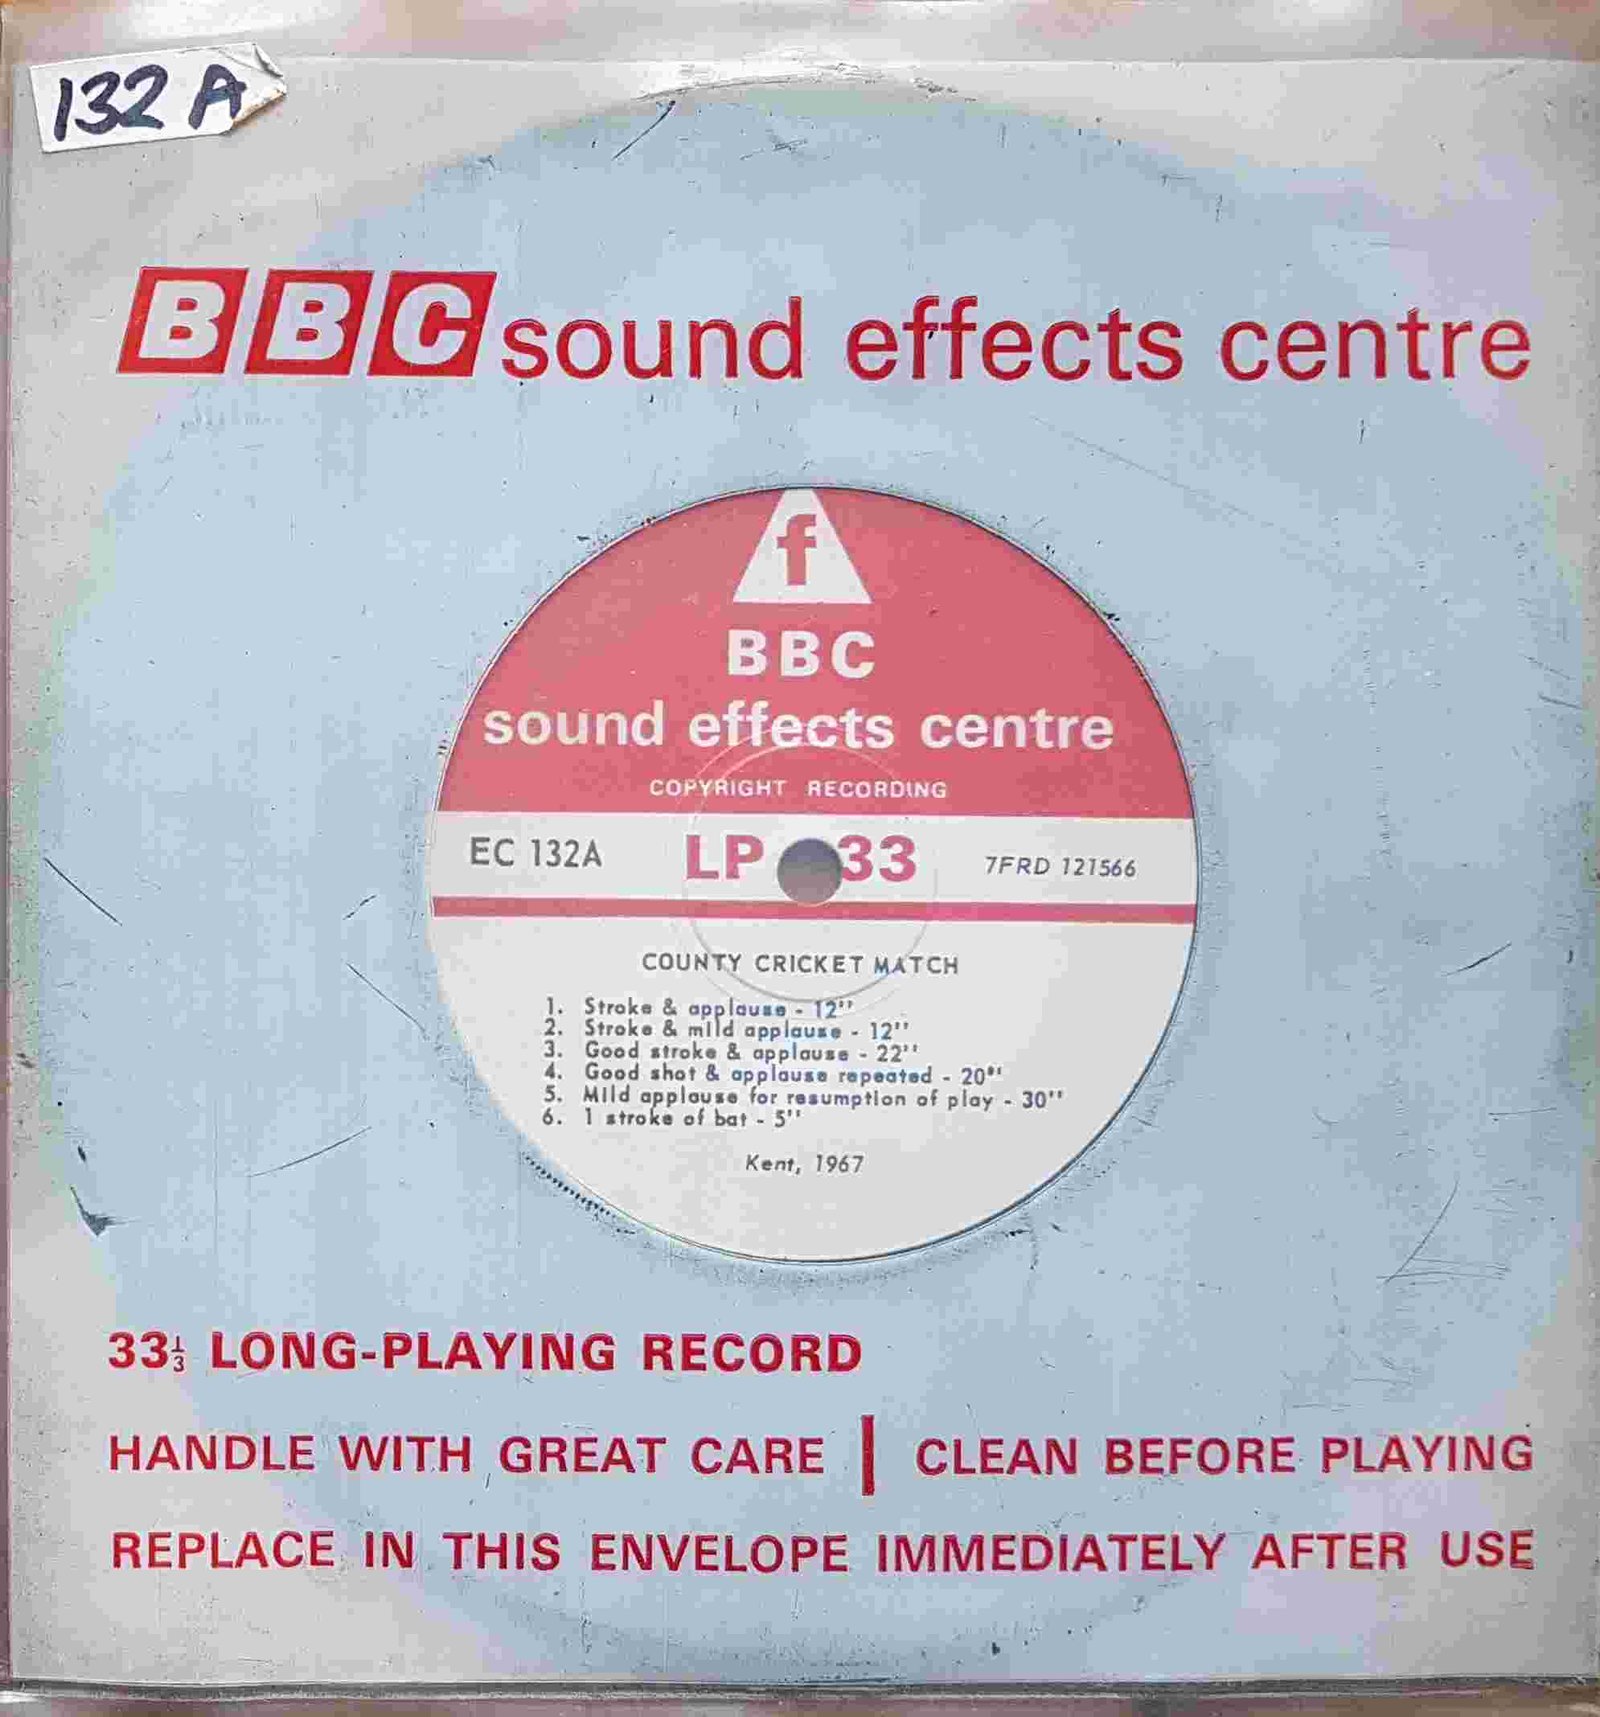 132 A
BBC sound effects centre
f
BBC
sound effects centre
COPYRIGHT RECORDING
EC 132A LP 33 7FRD 121566
COUNTY CRICKET MATCH
1. Stroke & applause - 12''
2. Stroke & mild applause - 12''
3. Good stroke & applause - 22''
4. Good shot & applause repeated - 20''
5. Mild applause for resumption of play - 30''
6. 1 stroke of bat - 5''
Kent, 1967
33⅓ LONG-PLAYING RECORD
HANDLE WITH GREAT CARE | CLEAN BEFORE PLAYING
REPLACE IN THIS ENVELOPE IMMEDIATELY AFTER USE